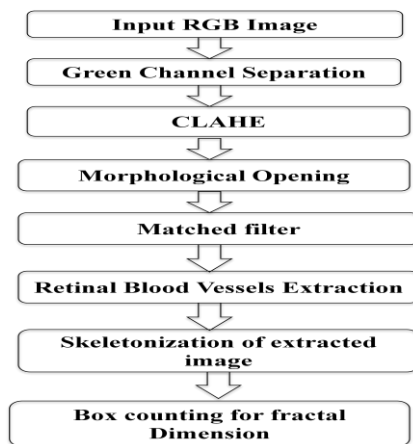 Input RGB Image
Green Channel Separation
CLAHE
Morphological Opening
Matched filter
Retinal Blood Vessels Extraction
Skeletonization of extracted
image
Box counting for fractal
Dimension